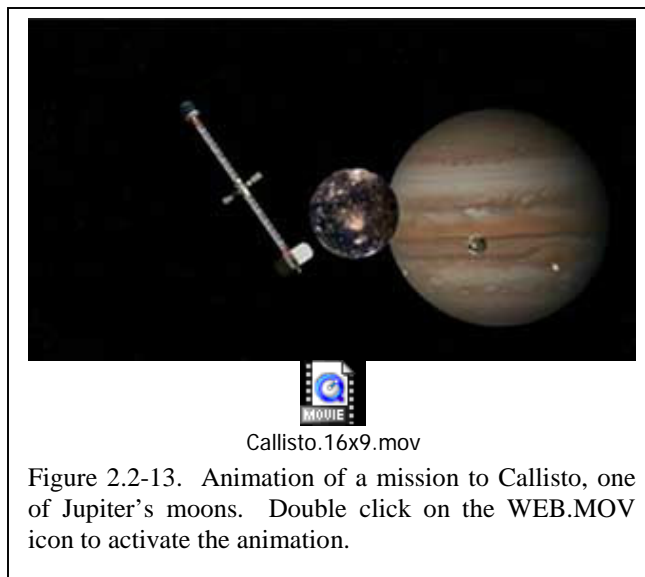 MOVIE
Callisto.16x9.mov
Figure 2.2-13. Animation of a mission to Callisto, one
of Jupiter’s moons. Double click on the WEB.MOV
icon to activate the animation.